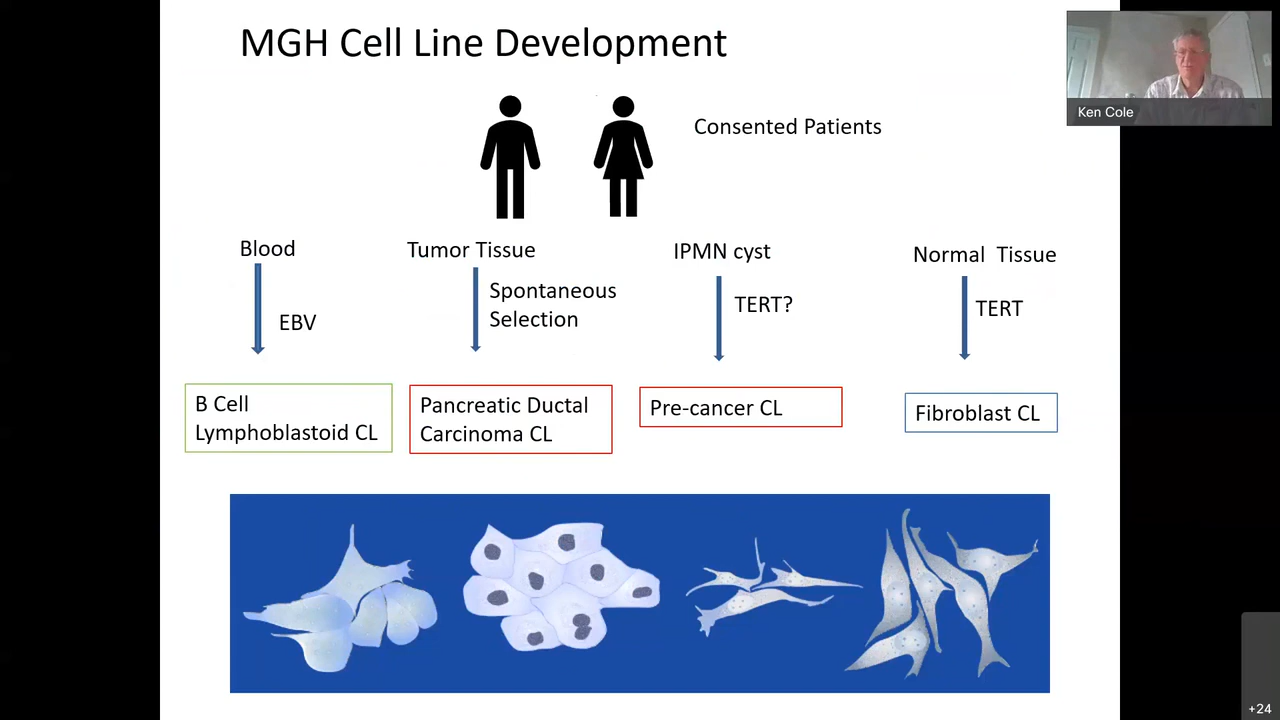 MGH Cell Line Development
Ken Cole
Consented Patients
Blood
Tumor Tissue
IPMN cyst
Normal Tissue
EBV
Spontaneous
Selection
TERT?
TERT
B Cell
Lymphoblastoid CL
Pancreatic Ductal
Carcinoma CL
Pre-cancer CL
Fibroblast CL
+24